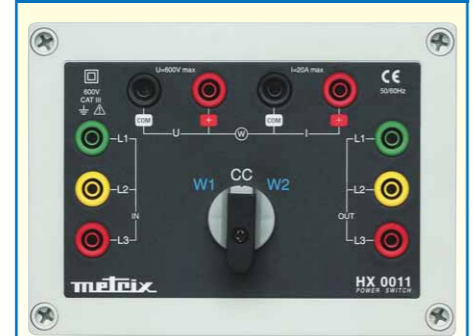 U=600V max
I=20A max
600V
CAT III
CE
50/60Hz
COM
+
COM
+
U
W
I
L1
L1
W1
CC
W2
L2
L2
IN
OUT
L3
L3
metrix
HX 0011
POWER SWITCH